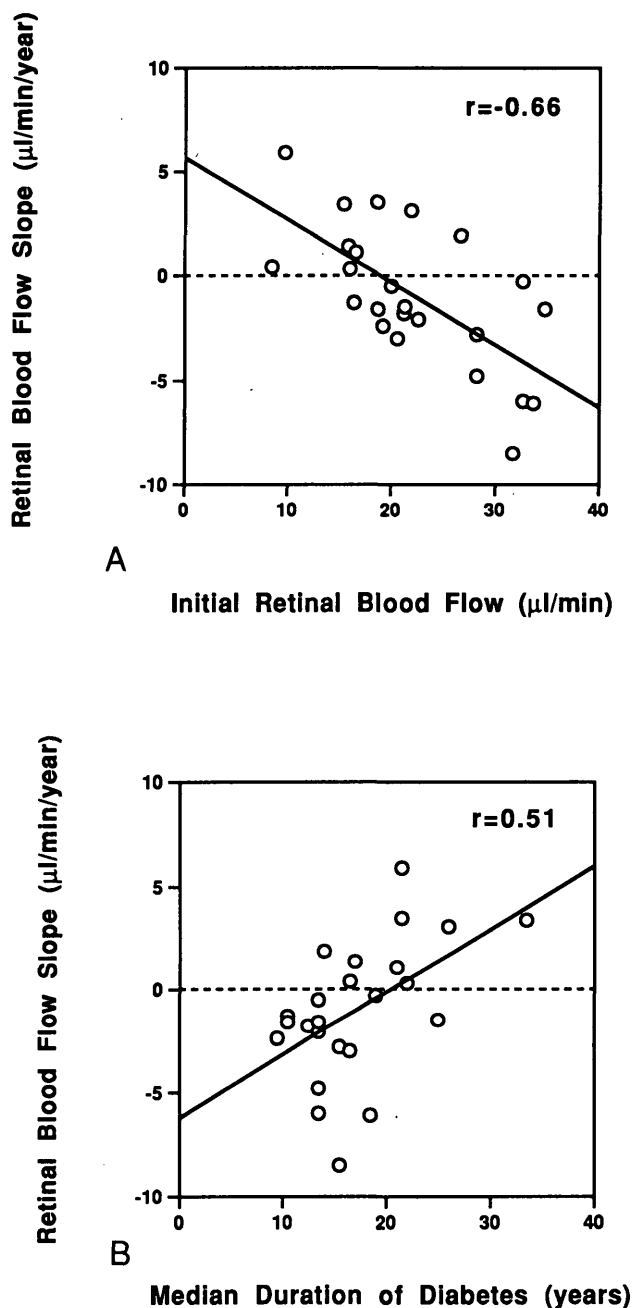 Retinal Blood Flow Slope (μl/min/year)
10
5
0
-5
-10
r=-0.66
0 10 20 30 40
A
Initial Retinal Blood Flow (μl/min)
Retinal Blood Flow Slope (μl/min/year)
10
5
0
-5
-10
r=0.51
0 10 20 30 40
B
Median Duration of Diabetes (years)